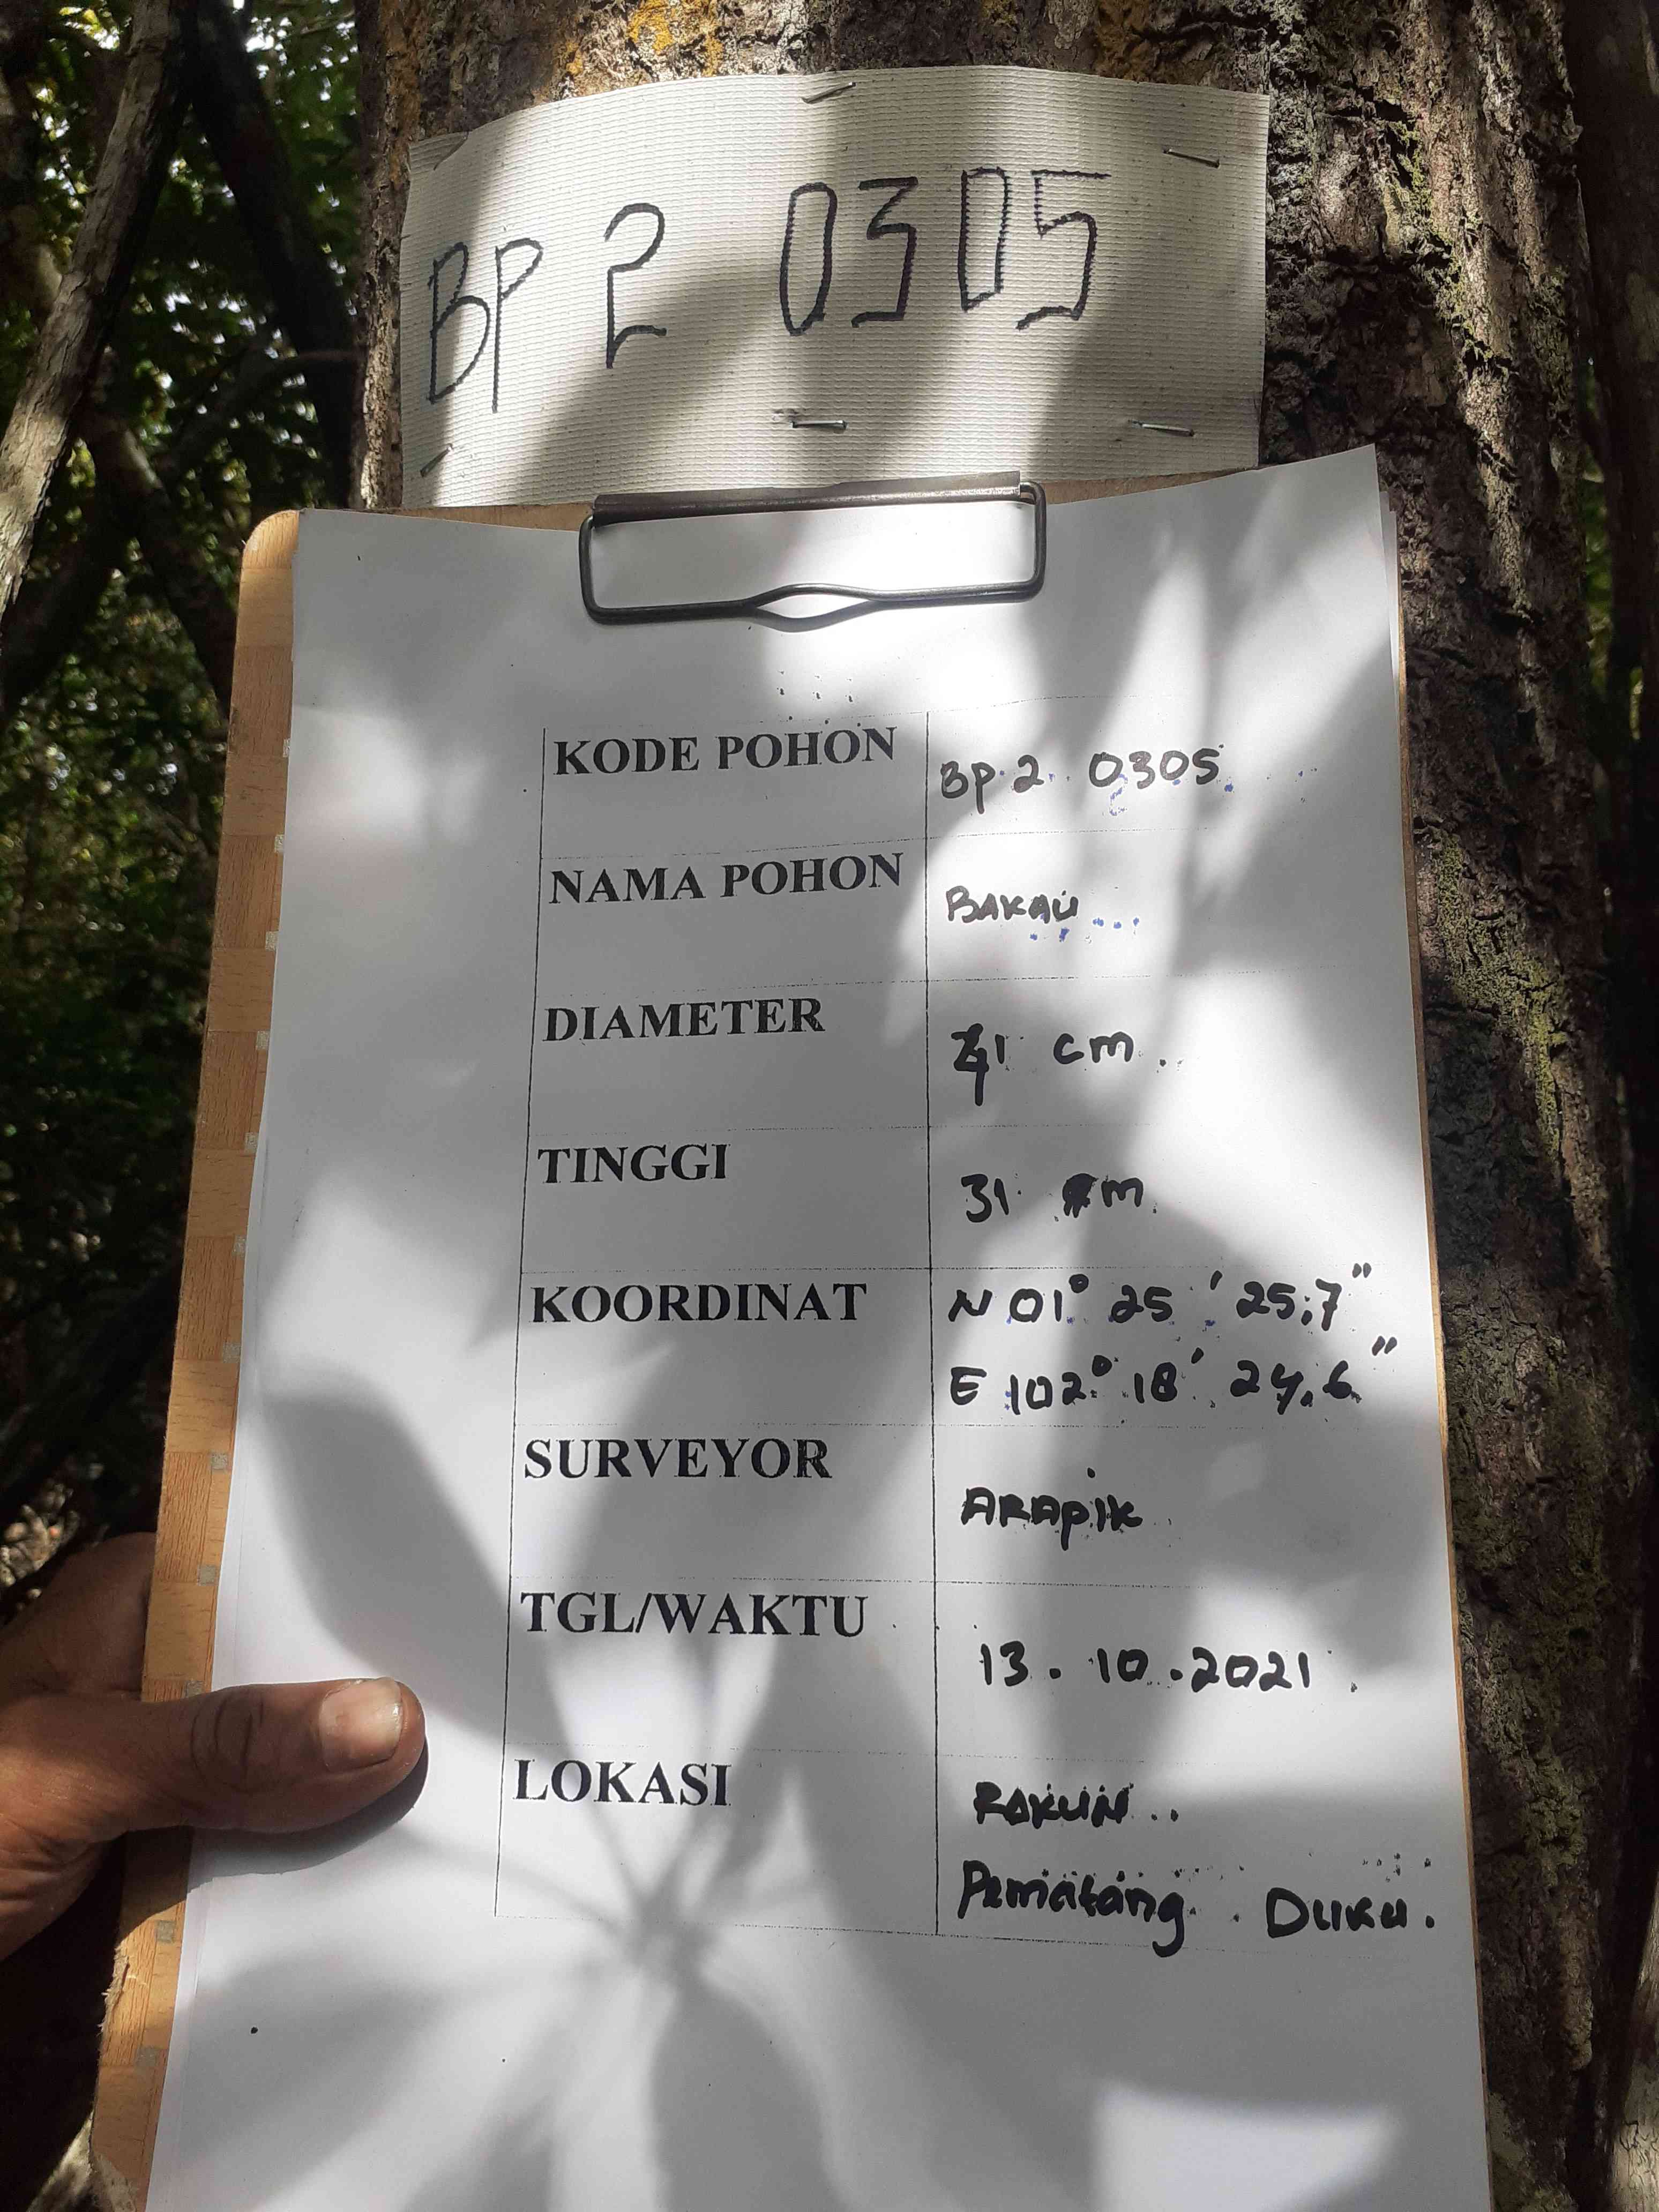 BP 2 0305
KODE POHON BP.2. 0305
NAMA POHON BAKAU
DIAMETER 41 cm.
TINGGI 31 m.
KOORDINAT N 01° 25' 25,7"
E 102° 18' 24,6"
SURVEYOR ARAPIK
TGL/WAKTU 13.10.2021.
LOKASI
Pematang DUKU.